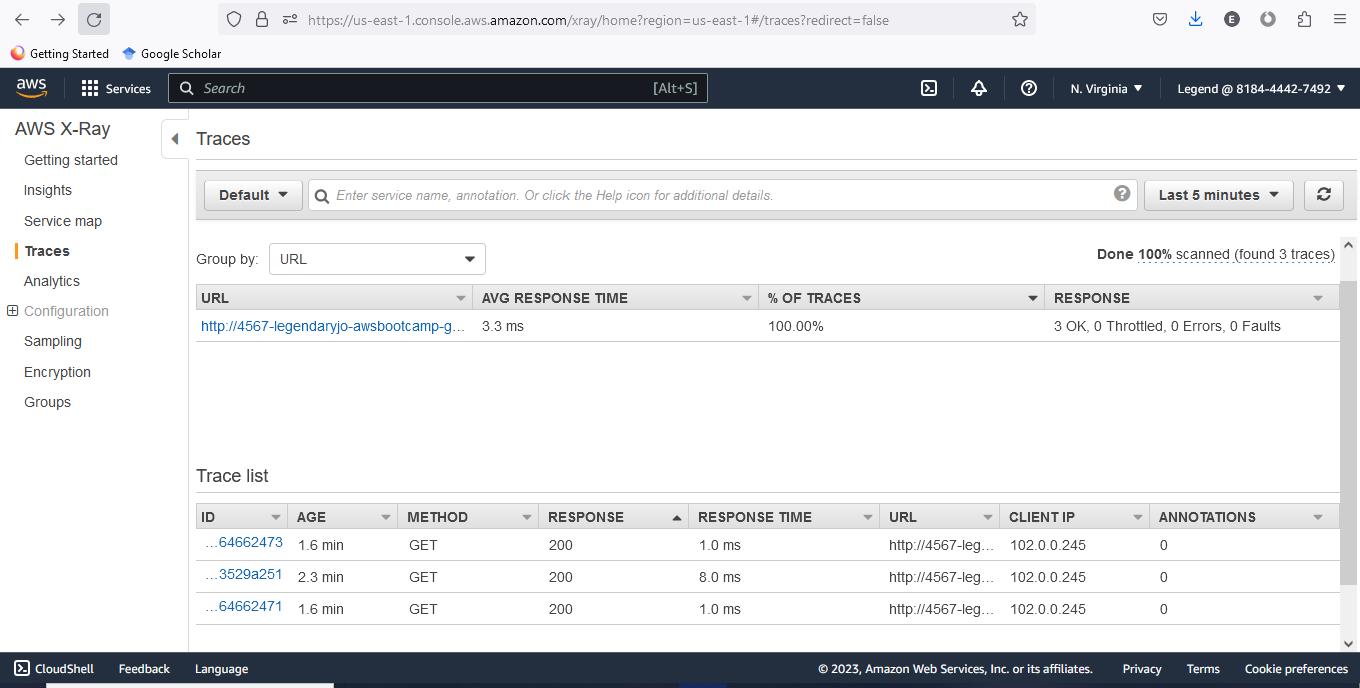 https://us-east-1.console.aws.amazon.com/xray/home?region=us-east-1#/traces?redirect=false
E
Getting Started Google Scholar
aws Services Search [Alt+S] N. Virginia Legend @ 8184-4442-7492
AWS X-Ray
Getting started
Insights
Service map
Traces
Analytics
Configuration
Sampling
Encryption
Groups
Traces
Default Enter service name, annotation. Or click the Help icon for additional details. Last 5 minutes
Group by: URL Done 100% scanned (found 3 traces)
URL AVG RESPONSE TIME % OF TRACES RESPONSE
http://4567-legendaryjo-awsbootcamp-g... 3.3 ms 100.00% 3 OK, 0 Throttled, 0 Errors, 0 Faults
Trace list
ID AGE METHOD RESPONSE RESPONSE TIME URL CLIENT IP ANNOTATIONS
...64662473 1.6 min GET 200 1.0 ms http://4567-leg... 102.0.0.245 0
...3529a251 2.3 min GET 200 8.0 ms http://4567-leg... 102.0.0.245 0
...64662471 1.6 min GET 200 1.0 ms http://4567-leg... 102.0.0.245 0
CloudShell Feedback Language © 2023, Amazon Web Services, Inc. or its affiliates. Privacy Terms Cookie preferences